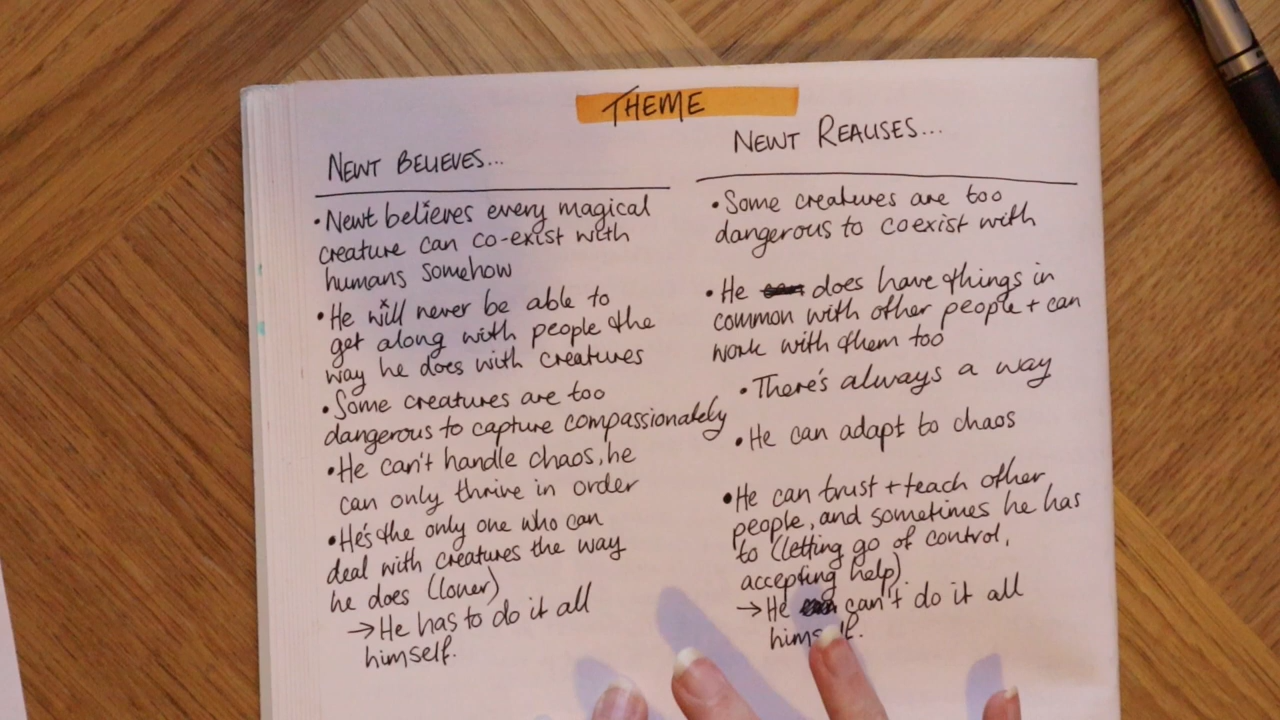 THEME
NEWT BELIEVES...
• Newt believes every magical
creature can co-exist with
humans somehow
• He will never be able to
get along with people the
way he does with creatures
• Some creatures are too
dangerous to capture compassionately
• He can't handle chaos, he
can only thrive in order
• He's the only one who can
deal with creatures the way
he does (loner)
→ He has to do it all
himself.
NEWT REALISES...
• Some creatures are too
dangerous to coexist with
• He does have things in
common with other people + can
work with them too
• There's always a way
• He can adapt to chaos
• He can trust + teach other
people, and sometimes he has
to (letting go of control,
accepting help)
→ He can't do it all
himself.